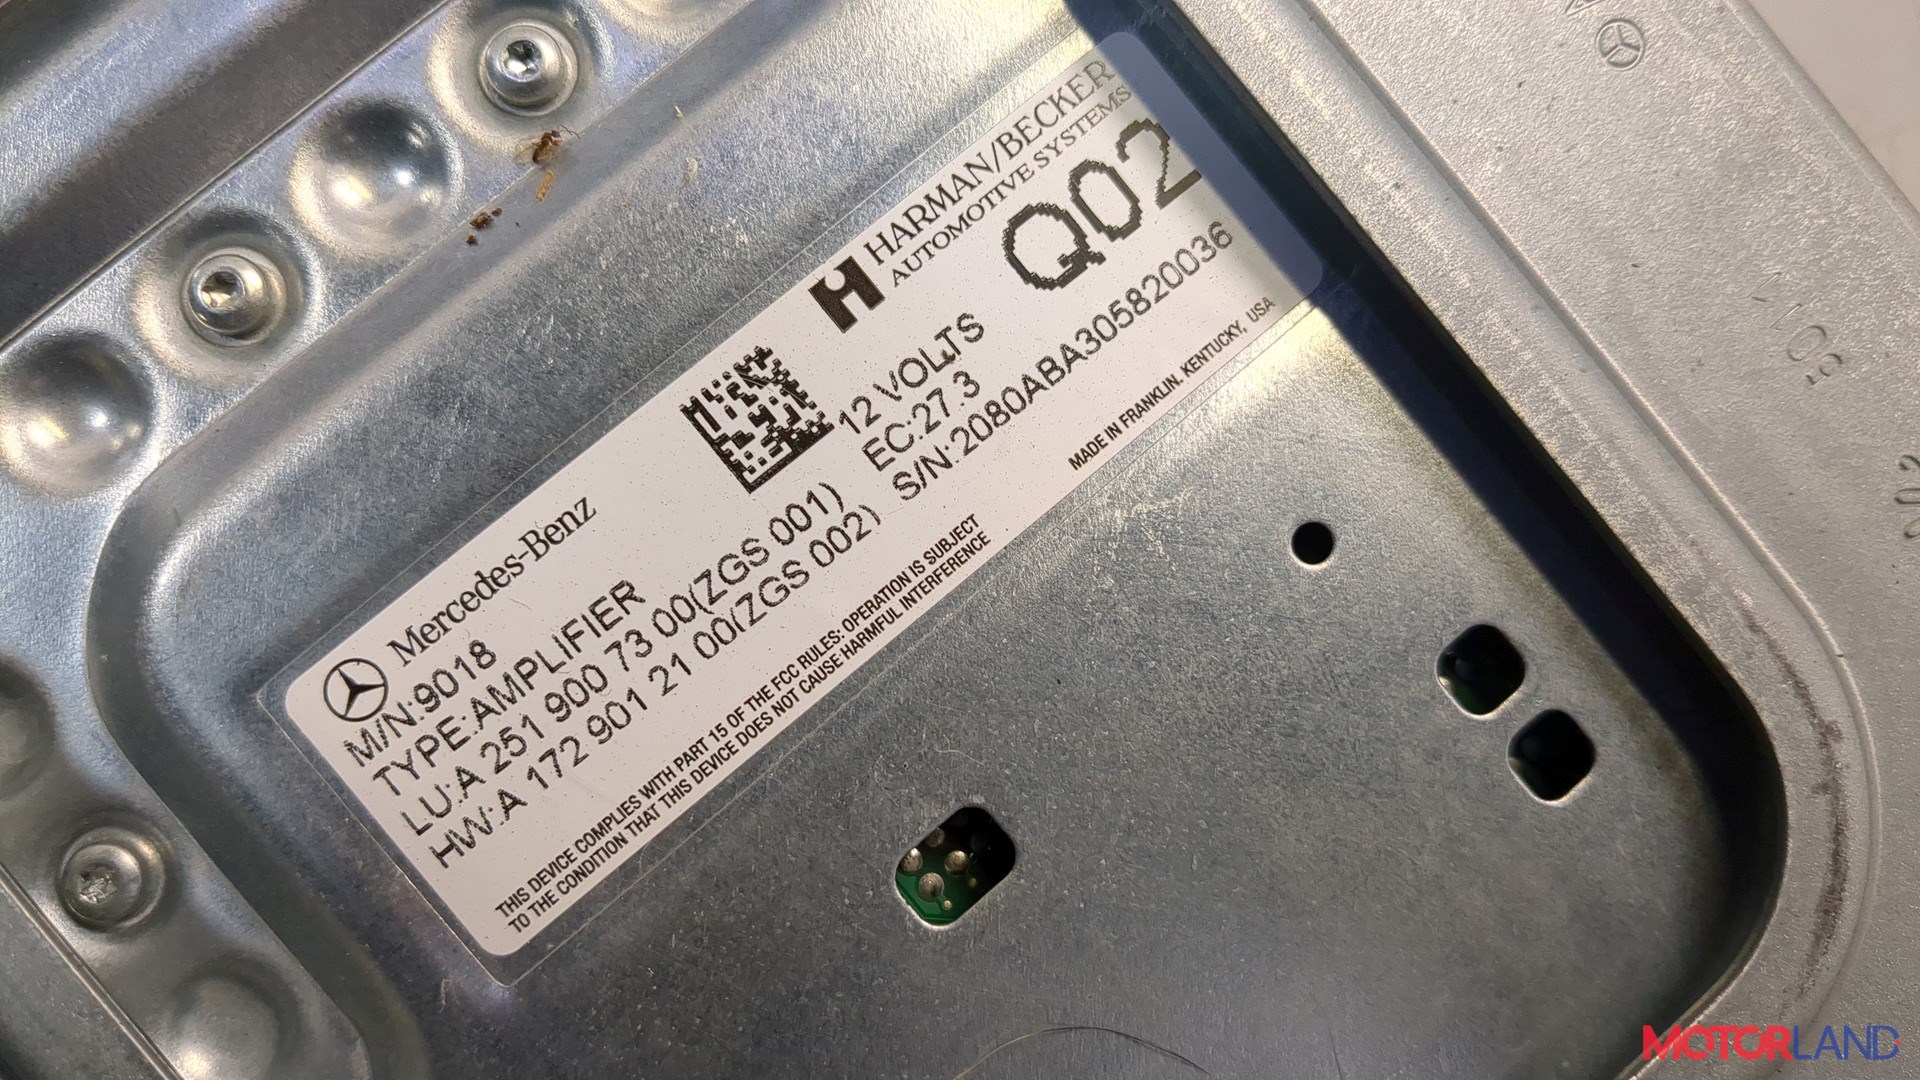 Mercedes-Benz
M/N:9018
TYPE:AMPLIFIER
LU:A 251 900 73 00(ZGS 001)
HW:A 172 901 21 00(ZGS 002)
THIS DEVICE COMPLIES WITH PART 15 OF THE FCC RULES: OPERATION IS SUBJECT
TO THE CONDITION THAT THIS DEVICE DOES NOT CAUSE HARMFUL INTERFERENCE
HARMAN/BECKER
AUTOMOTIVE SYSTEMS
Q02
12 VOLTS
EC:27.3
S/N:2080ABA305820036
MADE IN FRANKLIN, KENTUCKY, USA
MOTORLAND